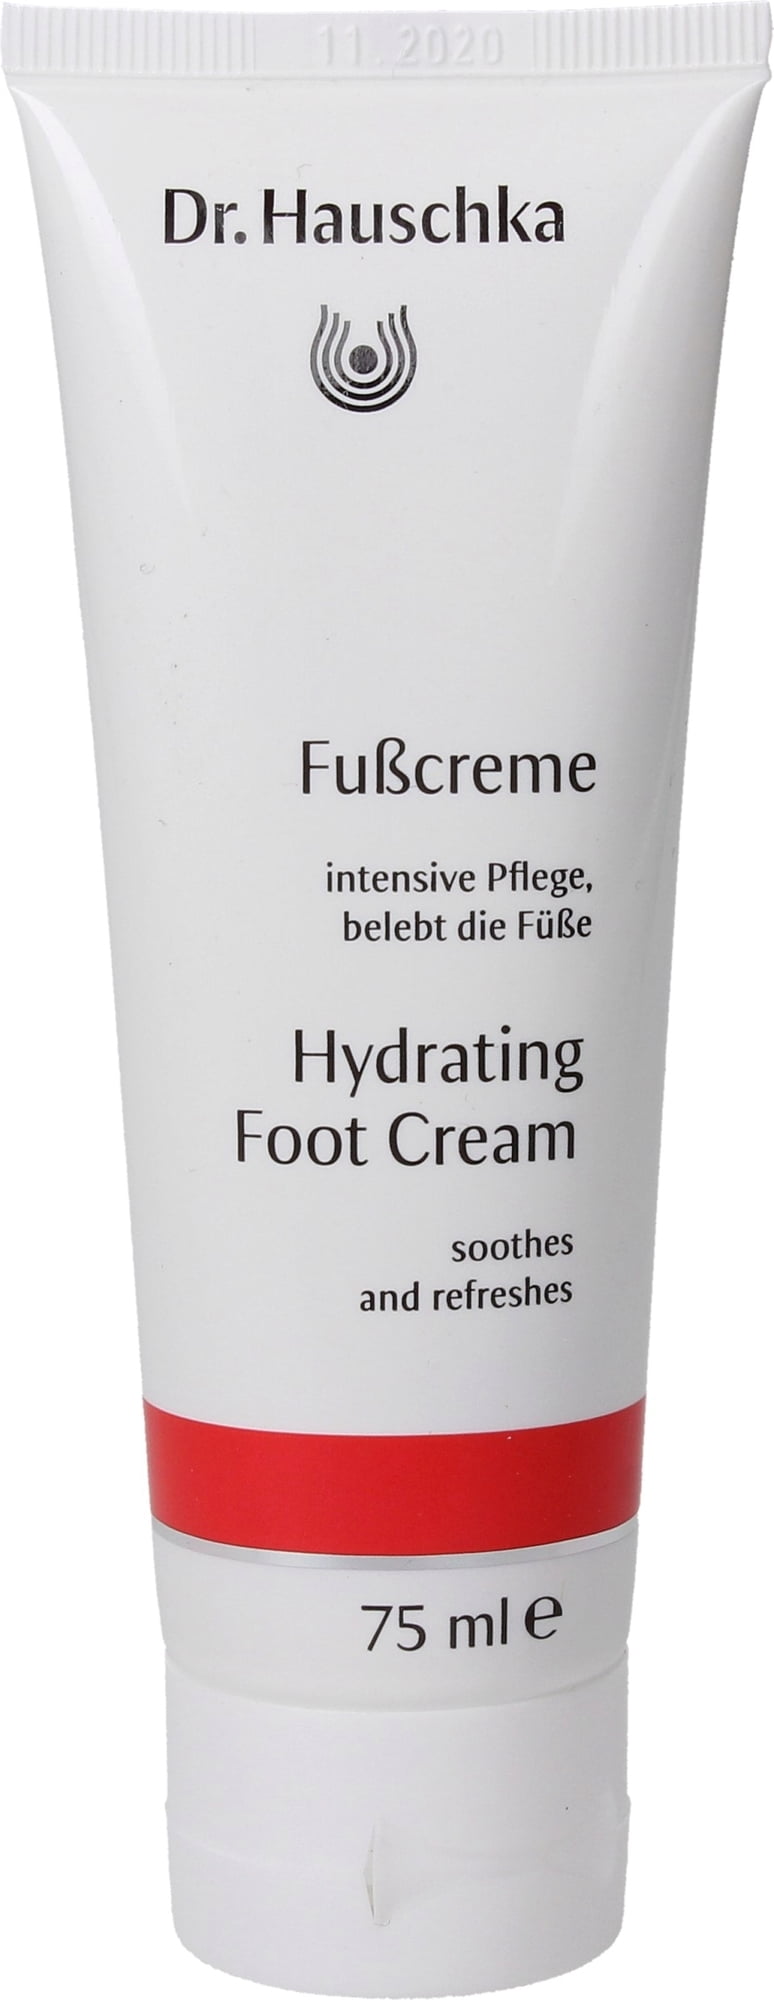 11.2020
Dr. Hauschka
Fußcreme
intensive Pflege,
belebt die Füße
Hydrating
Foot Cream
soothes
and refreshes
75 ml ℮